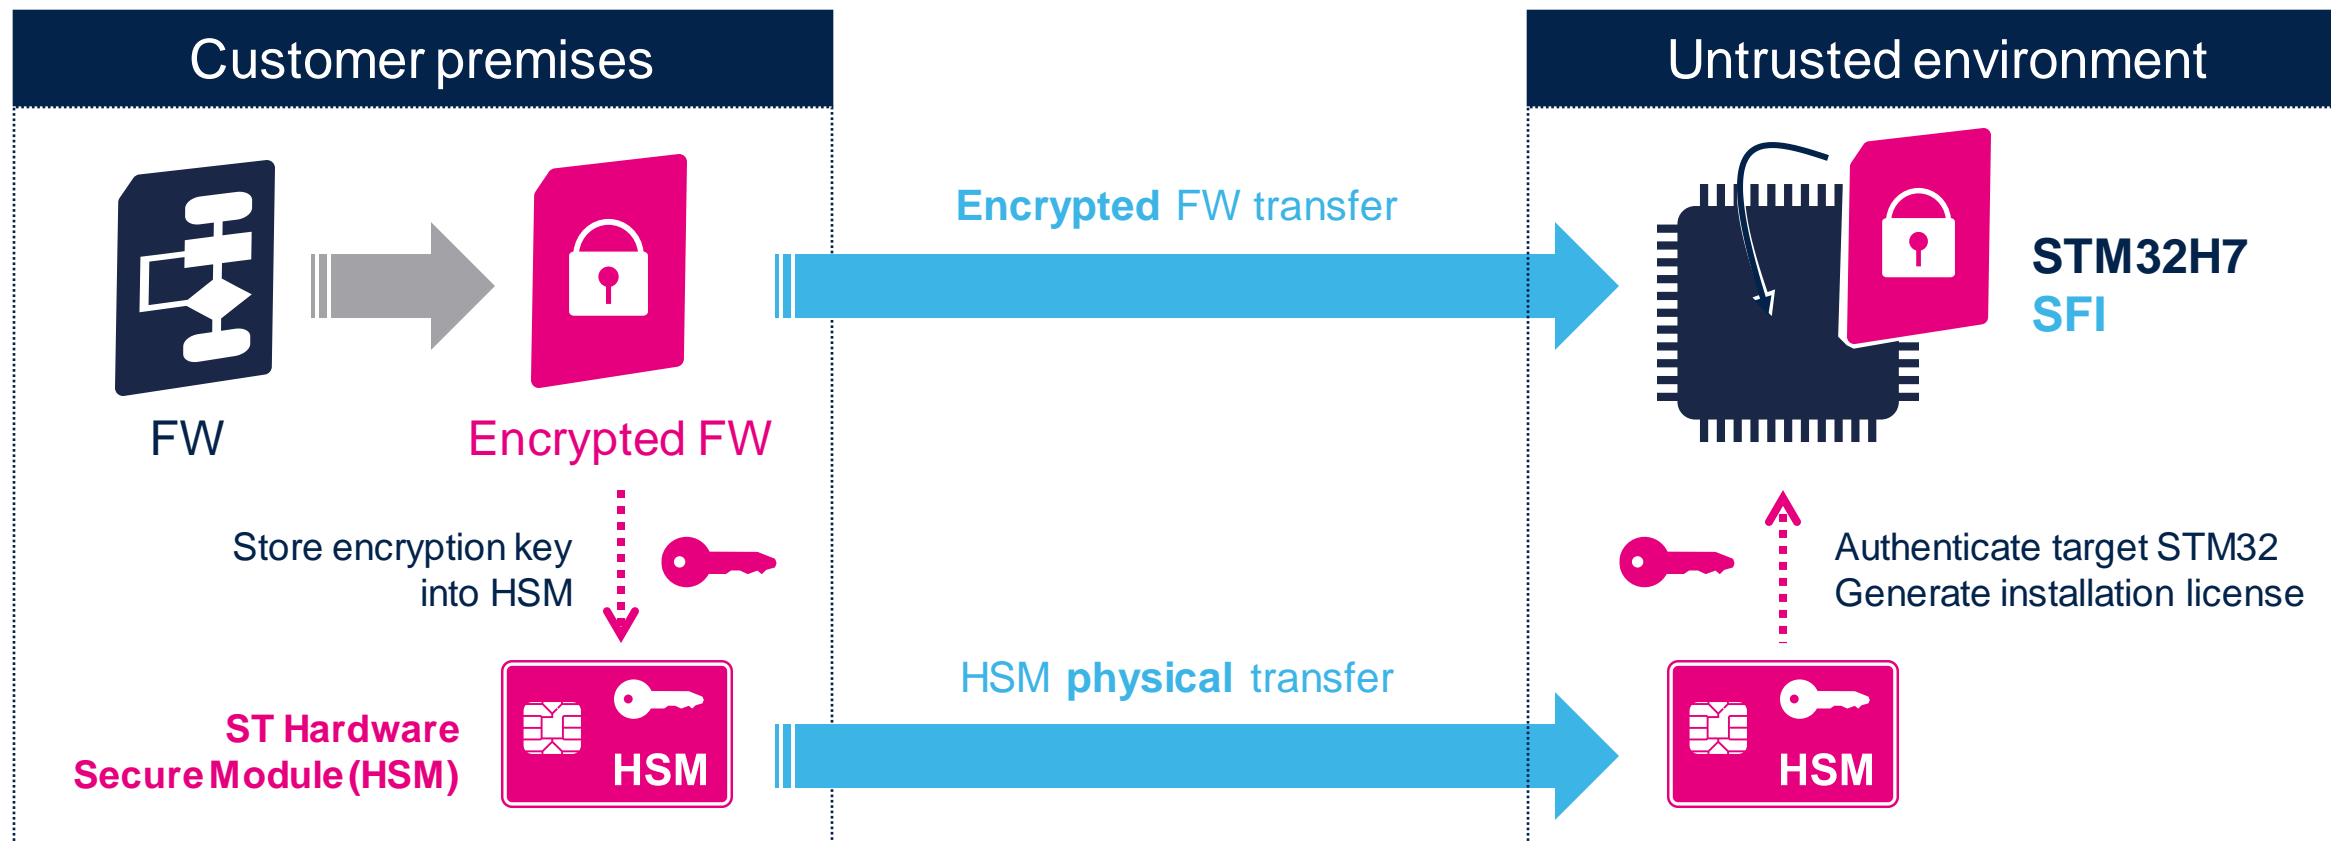 Customer premises
Untrusted environment
Encrypted FW transfer
STM32H7
SFI
FW
Encrypted FW
Store encryption key
into HSM
Authenticate target STM32
Generate installation license
HSM physical transfer
ST Hardware
Secure Module (HSM)
HSM
HSM